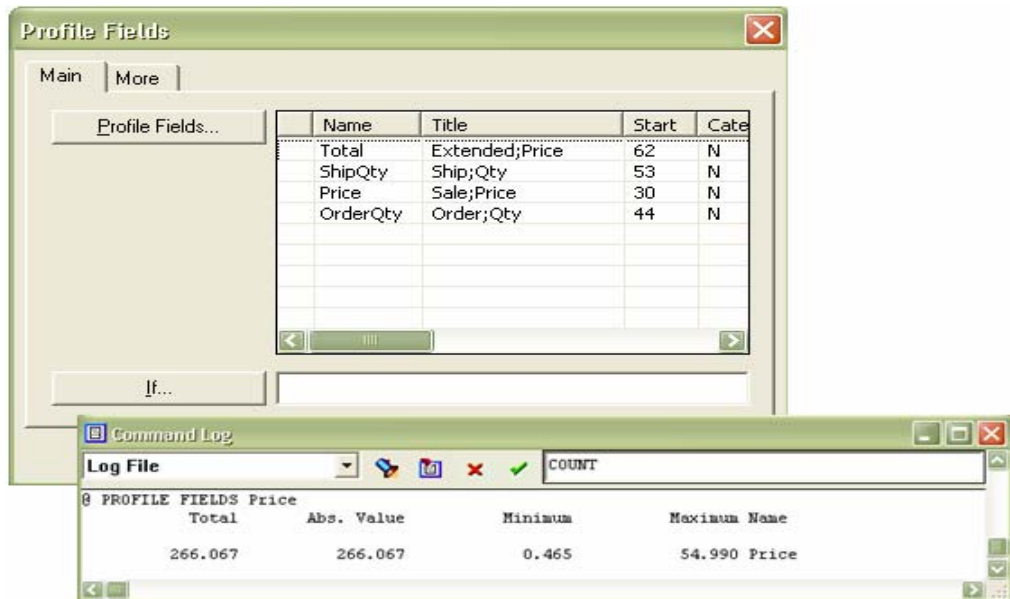 Profile Fields
Main More
Profile Fields...
Name Title Start Cate
Total Extended;Price 62 N
ShipQty Ship;Qty 53 N
Price Sale;Price 30 N
OrderQty Order;Qty 44 N
If...
Command Log
Log File COUNT
@ PROFILE FIELDS Price
Total Abs. Value Minimum Maximum Name
266.067 266.067 0.465 54.990 Price